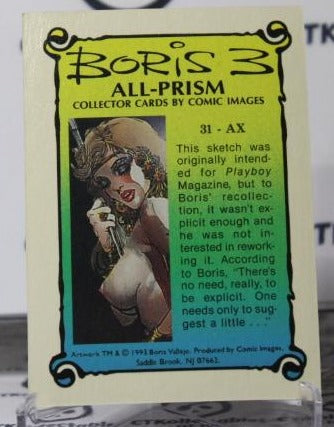 BORIS 3
ALL-PRISM
COLLECTOR CARDS BY COMIC IMAGES
31 - AX
This sketch was
originally intend-
ed for Playboy
Magazine, but to
Boris' recollec-
tion, it wasn't ex-
plicit enough and
he was not in-
terested in rework-
ing it. According
to Boris, "There's
no need, really, to
be explicit. One
needs only to sug-
gest a little . . ."
Artwork TM & © 1993 Boris Vallejo. Produced by Comic Images,
Saddle Brook, NJ 07663.